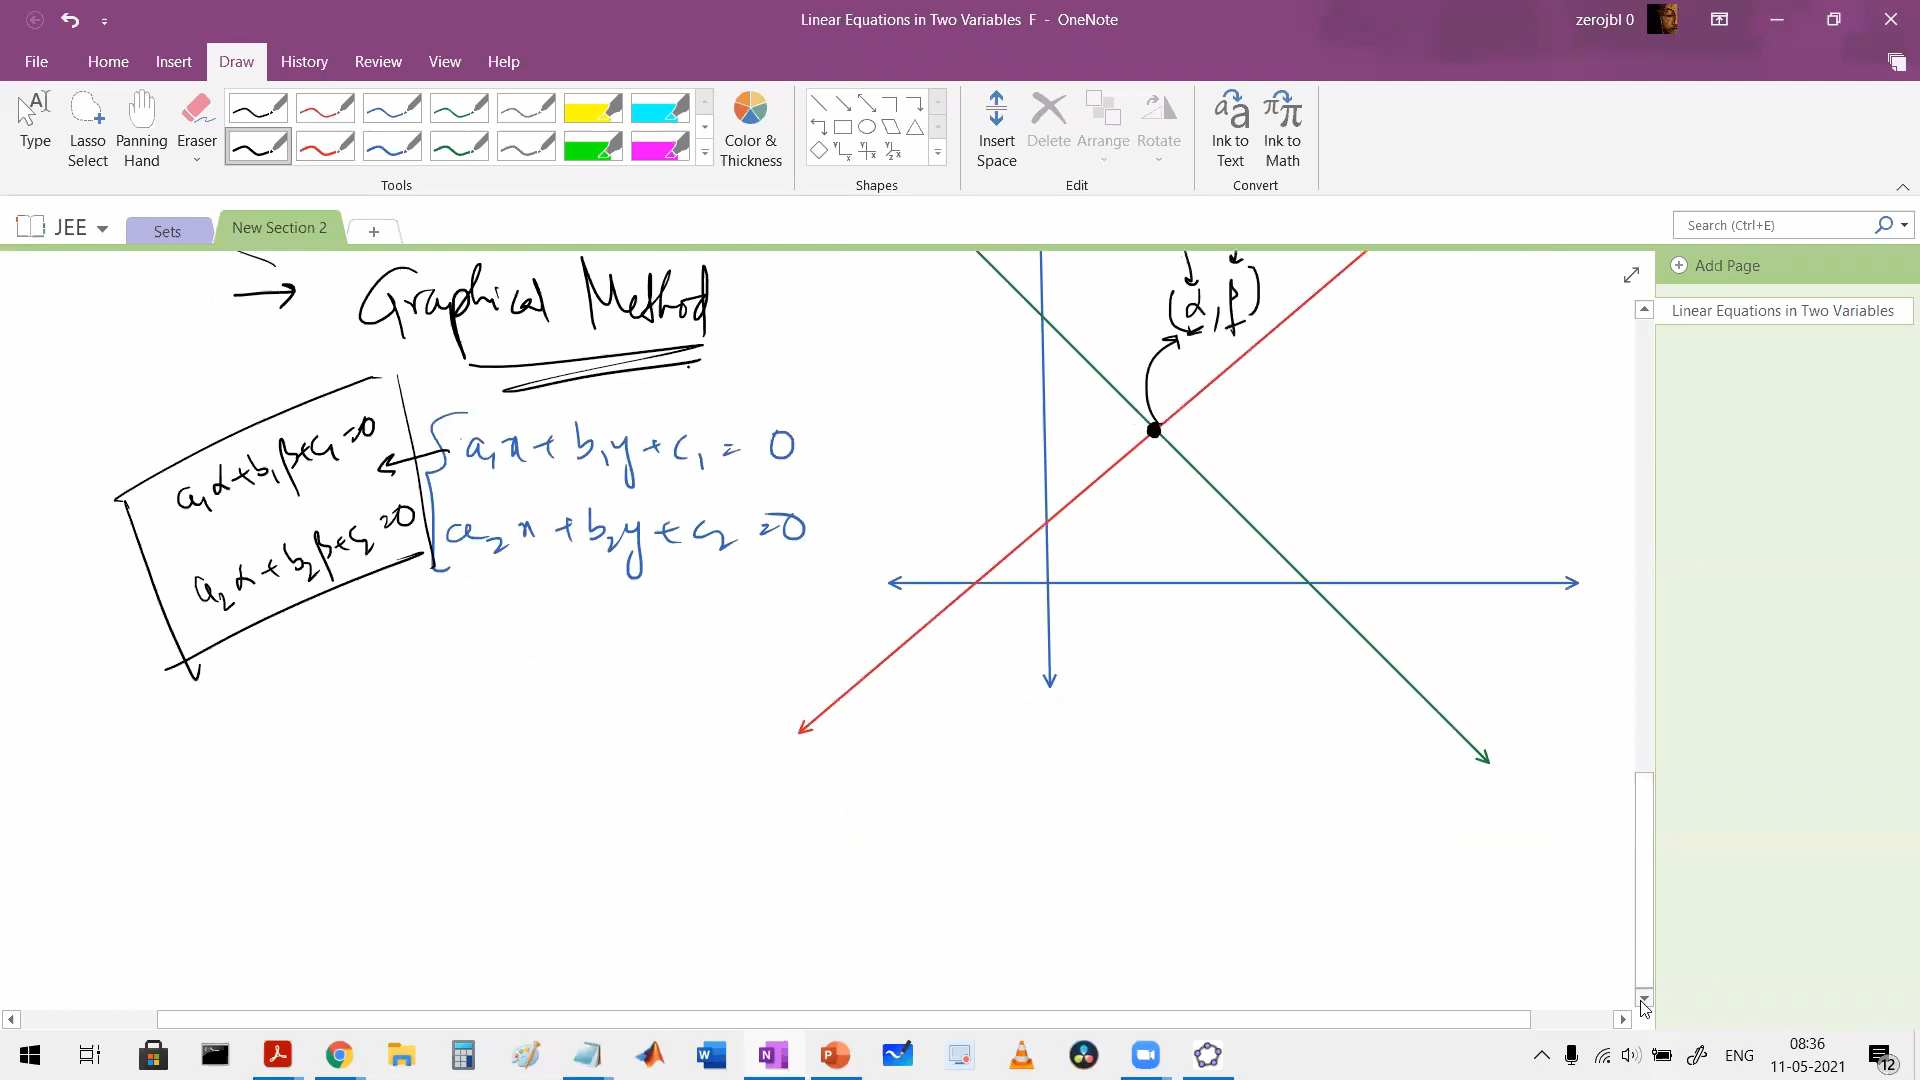 Linear Equations in Two Variables F - OneNote
zerojbl 0
File Home Insert Draw History Review View Help
Type
Lasso Select
Panning Hand
Eraser
Color & Thickness
Insert Space
Delete
Arrange
Rotate
Ink to Text
Ink to Math
Tools
Shapes
Edit
Convert
JEE
Sets
New Section 2
Search (Ctrl+E)
Add Page
Linear Equations in Two Variables
→ Graphical Method
(α, β)
a₁x + b₁y + c₁ = 0
a₂x + b₂y + c₂ = 0
a₁α + b₁β + c₁ = 0
a₂α + b₂β + c₂ = 0
ENG
08:36
11-05-2021
12